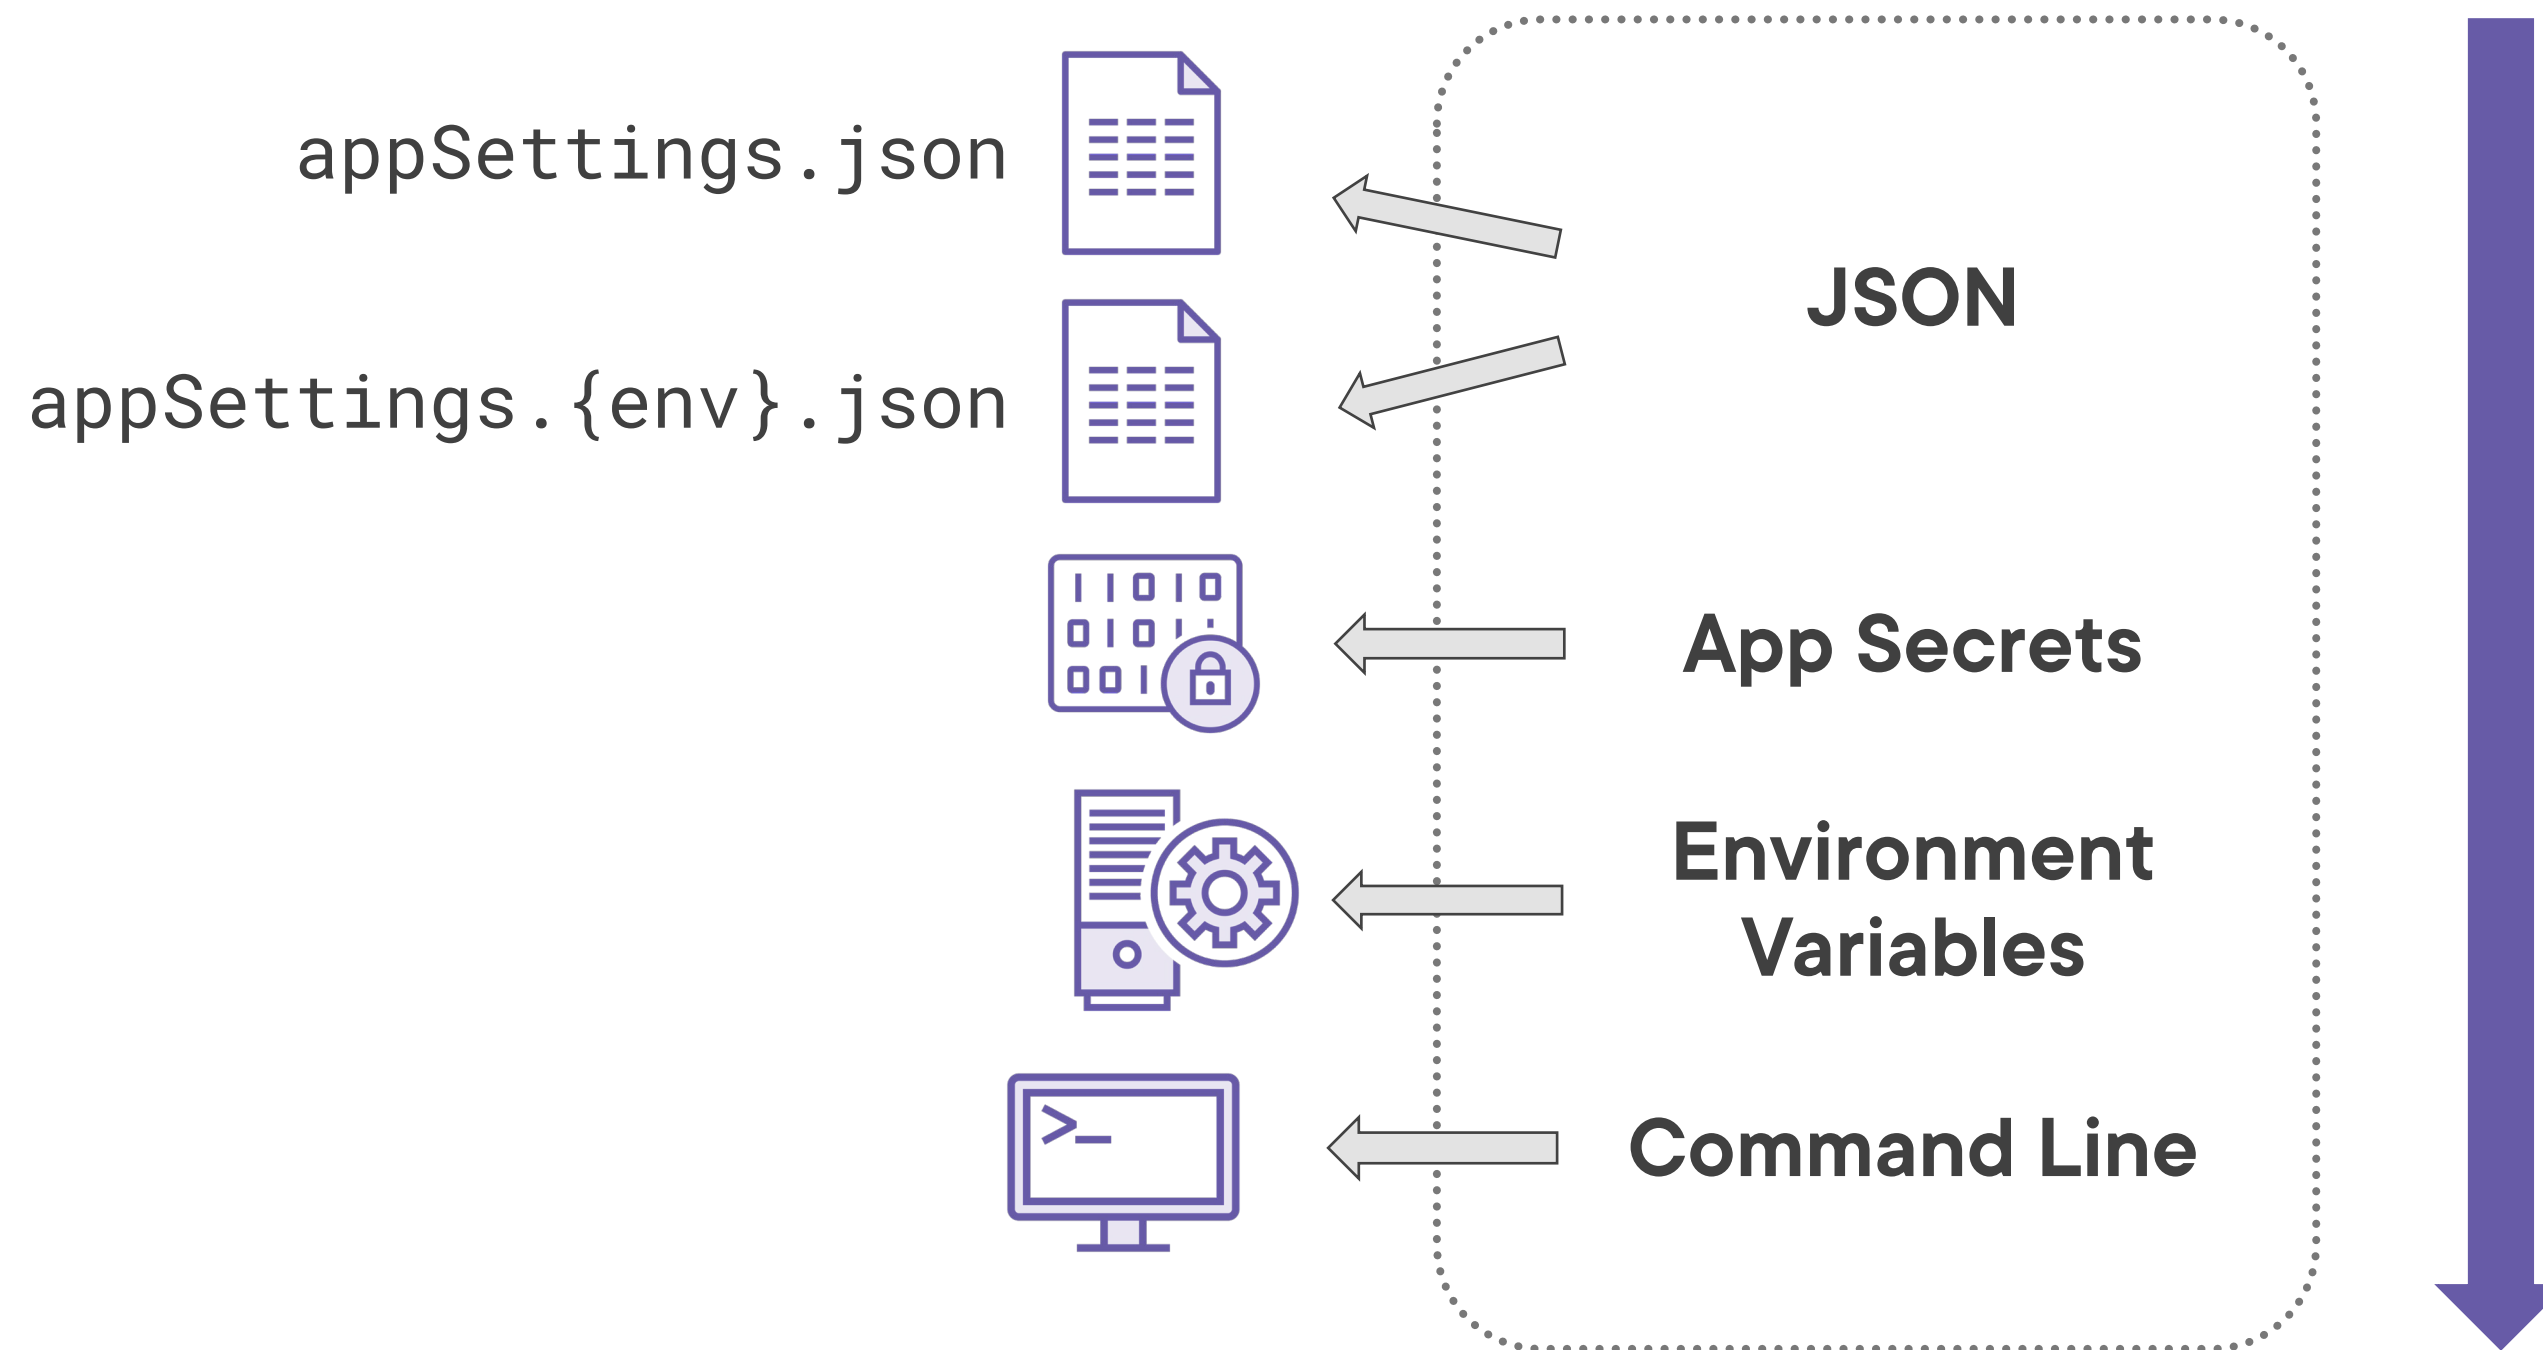 appSettings.json
JSON
appSettings.{env}.json
App Secrets
Environment
Variables
>_
Command Line